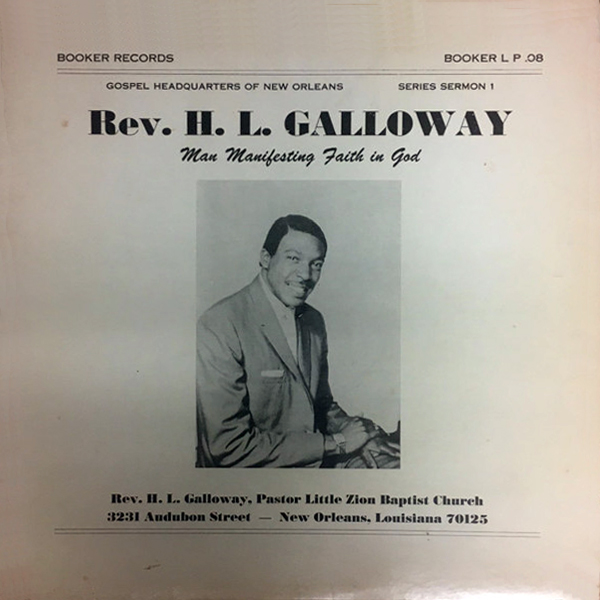 BOOKER RECORDS BOOKER L P .08
GOSPEL HEADQUARTERS OF NEW ORLEANS SERIES SERMON 1
Rev. H. L. GALLOWAY
Man Manifesting Faith in God
Rev. H. L. Galloway, Pastor Little Zion Baptist Church
3231 Audubon Street — New Orleans, Louisiana 70125